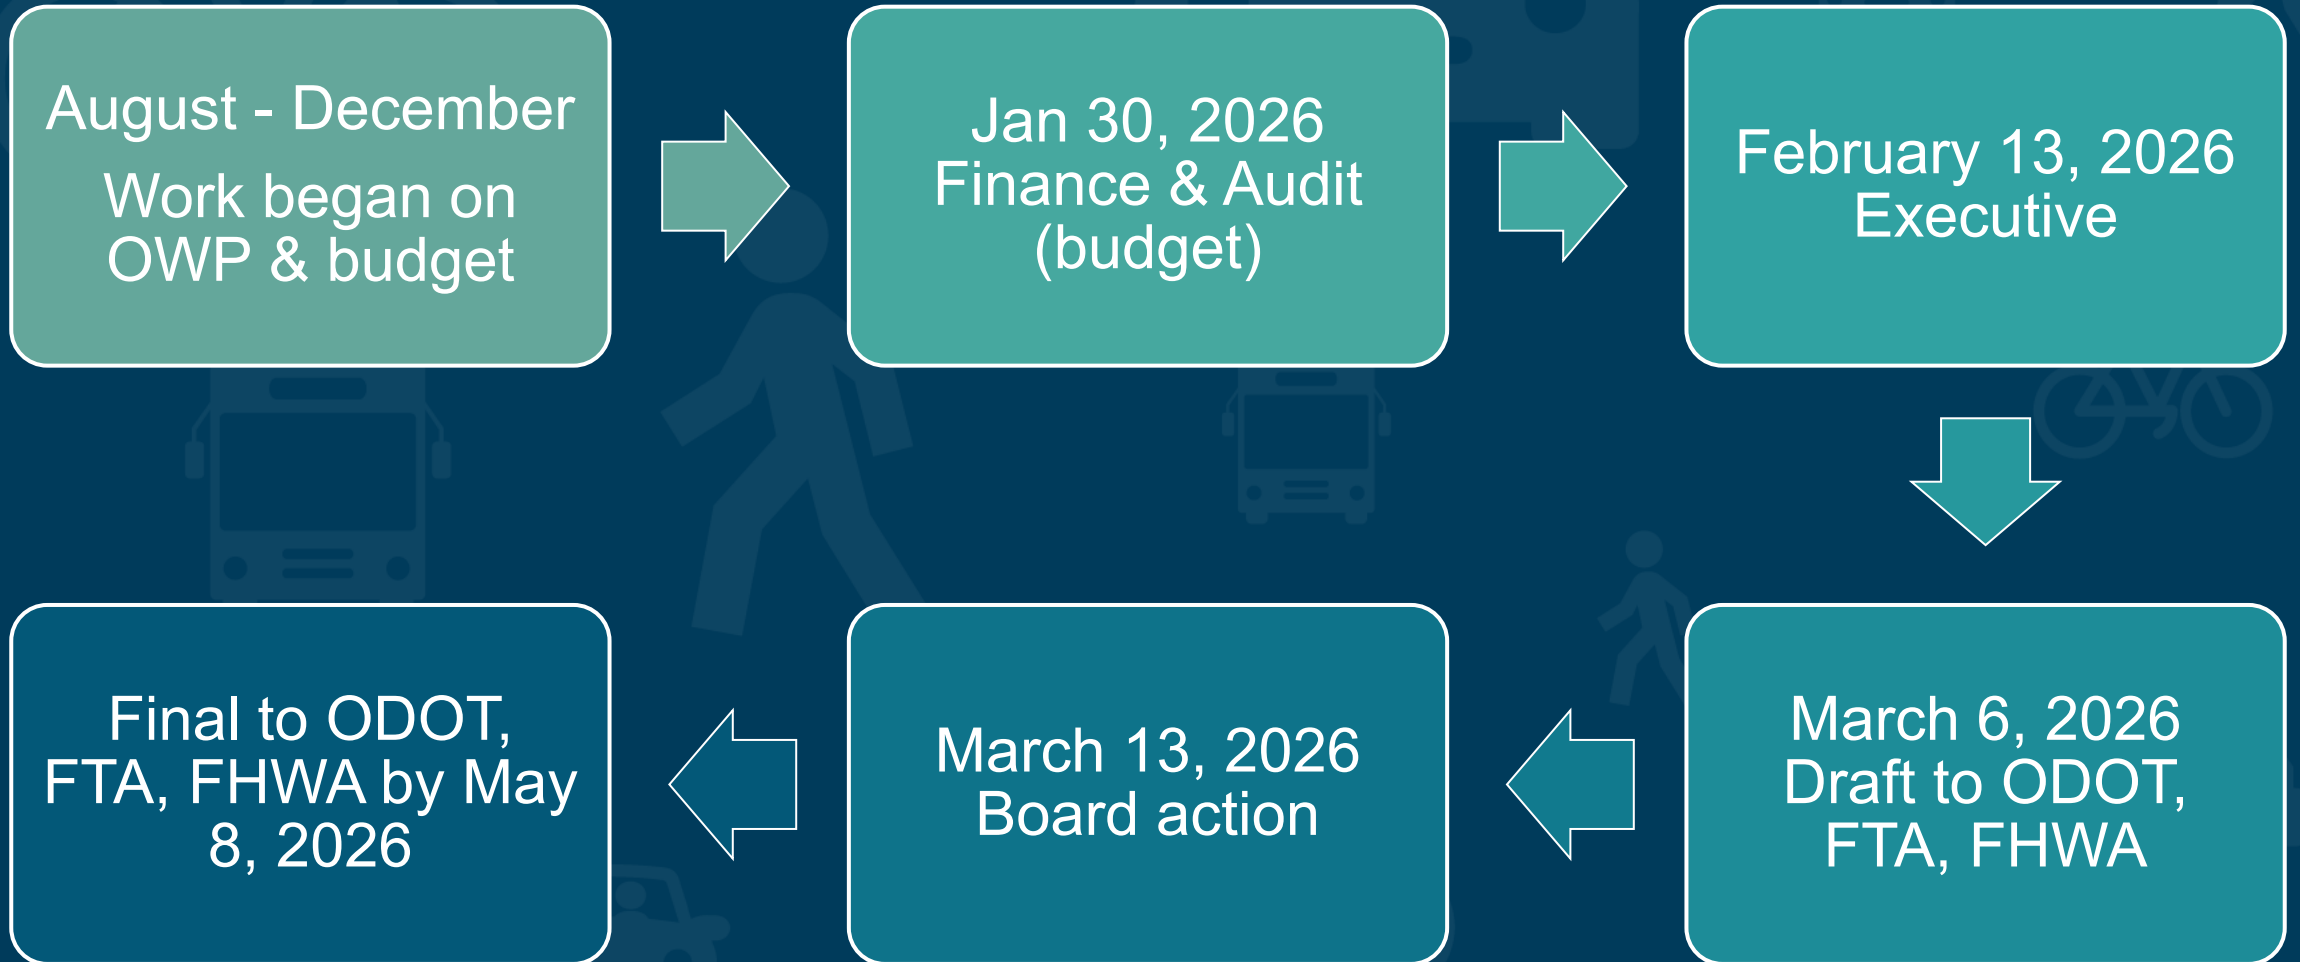 August - December
Work began on
OWP & budget
Jan 30, 2026
Finance & Audit
(budget)
February 13, 2026
Executive
March 6, 2026
Draft to ODOT,
FTA, FHWA
March 13, 2026
Board action
Final to ODOT,
FTA, FHWA by May
8, 2026